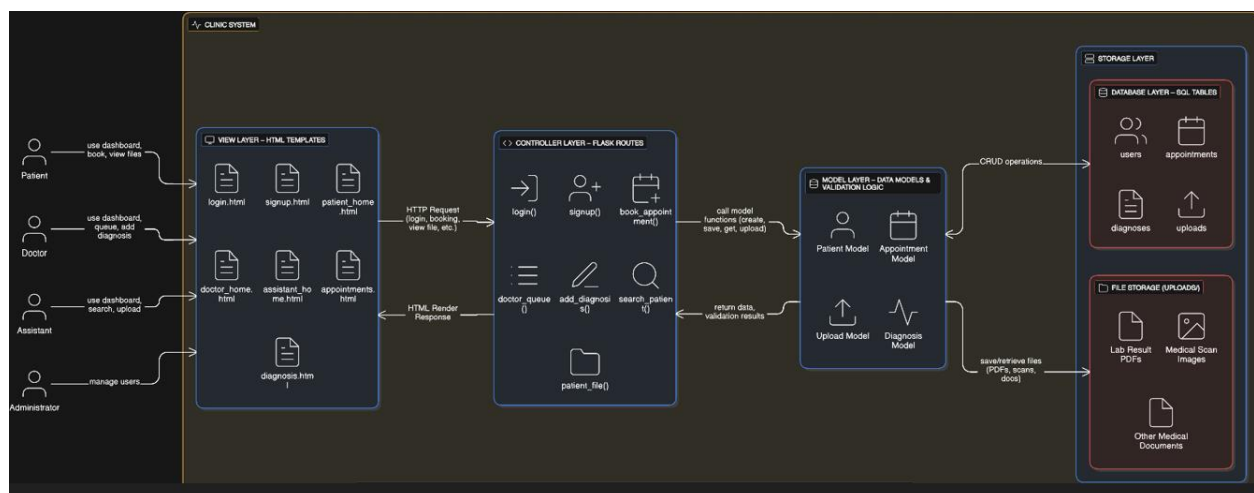 CLINIC SYSTEM
Patient
use dashboard,
book, view files
Doctor
use dashboard,
queue, add
diagnosis
Assistant
use dashboard,
search, upload
Administrator
manage users
VIEW LAYER – HTML TEMPLATES
login.html
signup.html
patient_home
.html
doctor_home.
html
assistant_ho
me.html
appointments.
html
diagnosis.htm
l
HTTP Request
(login, booking,
view file, etc.)
HTML Render
Response
CONTROLLER LAYER – FLASK ROUTES
login()
signup()
book_appoint
ment()
doctor_queue
()
add_diagnosi
s()
search_patien
t()
patient_file()
call model
functions (create,
save, get, upload)
return data,
validation results
MODEL LAYER – DATA MODELS &
VALIDATION LOGIC
Patient Model
Appointment
Model
Upload Model
Diagnosis
Model
CRUD operations
save/retrieve files
(PDFs, scans,
docs)
STORAGE LAYER
DATABASE LAYER – SQL TABLES
users
appointments
diagnoses
uploads
FILE STORAGE (UPLOADS/)
Lab Result
PDFs
Medical Scan
Images
Other Medical
Documents